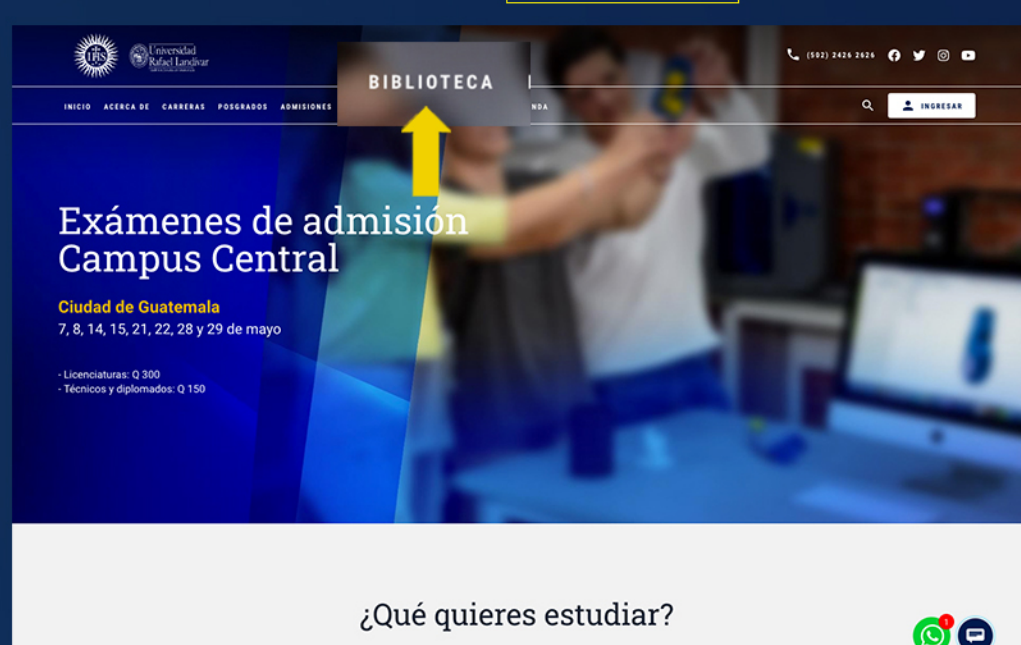 IHS
Universidad
Rafael Landívar
(502) 2426 2626
BIBLIOTECA
INICIO ACERCA DE CARRERAS POSGRADOS ADMISIONES
INGRESAR
Exámenes de admisión
Campus Central
Ciudad de Guatemala
7, 8, 14, 15, 21, 22, 28 y 29 de mayo
- Licenciaturas: Q 300
- Técnicos y diplomados: Q 150
¿Qué quieres estudiar?
1